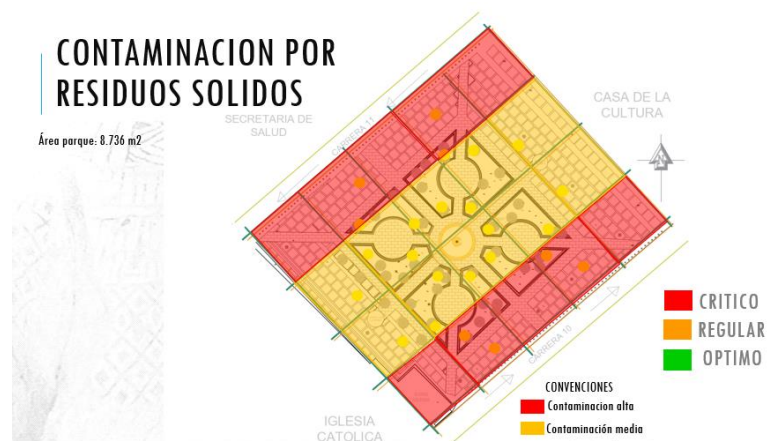 CONTAMINACION POR
RESIDUOS SOLIDOS
Área parque: 8.736 m2
SECRETARIA DE
SALUD
CARRERA 11
CASA DE LA
CULTURA
CRITICO
REGULAR
OPTIMO
CARRERA 10
CONVENCIONES
Contaminacion alta
Contaminación media
IGLESIA
CATOLICA